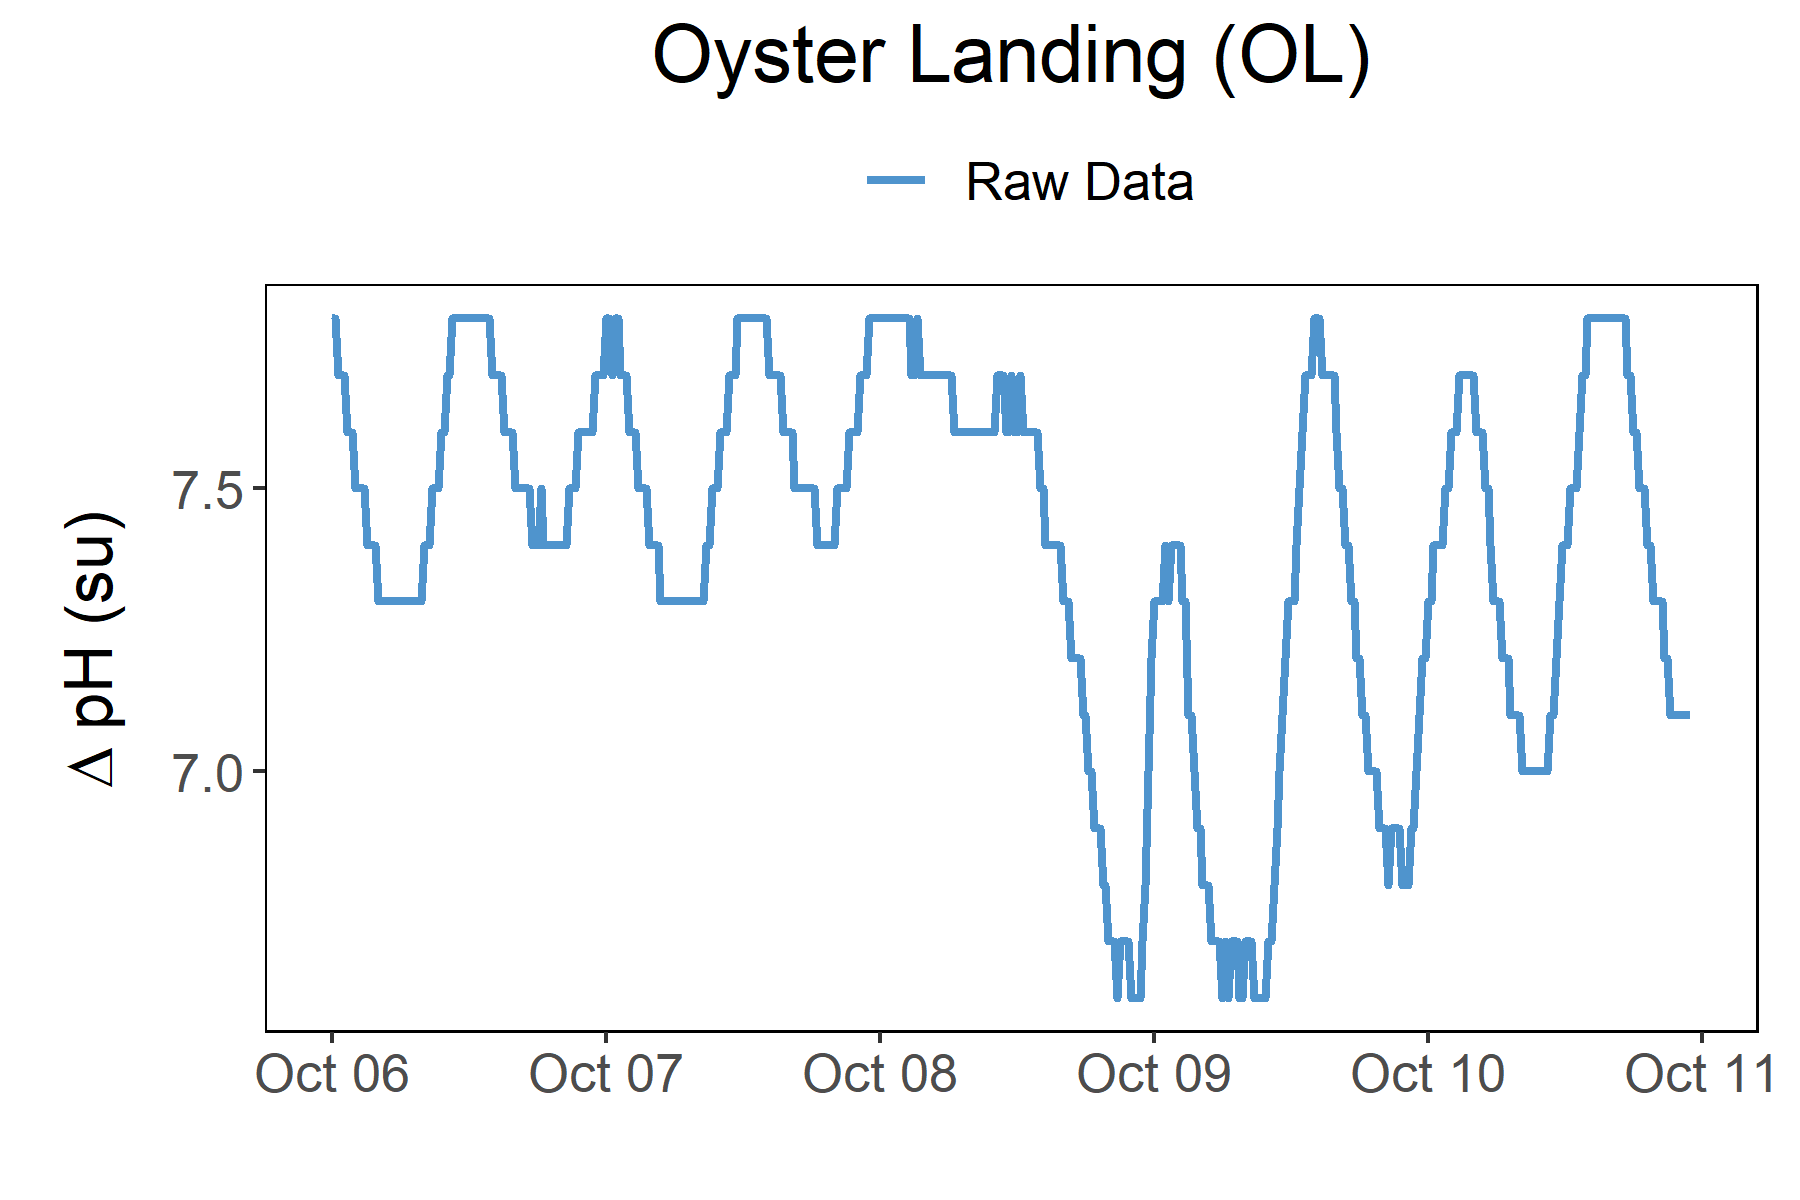 Oyster Landing (OL)
Raw Data
Δ pH (su)
7.5
7.0
Oct 06 Oct 07 Oct 08 Oct 09 Oct 10 Oct 11